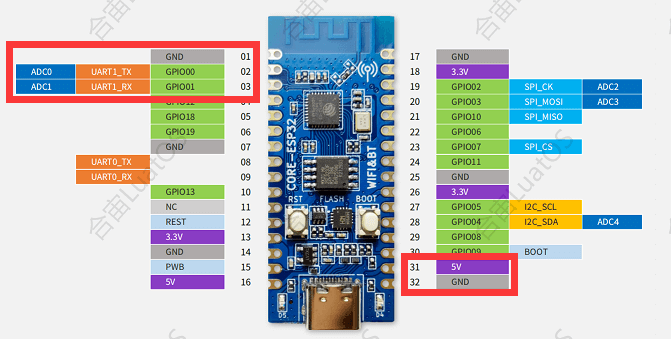 合宙LuatOS
GND 01 17 GND
ADC0 UART1_TX GPIO00 02 18 3.3V
ADC1 UART1_RX GPIO01 03 19 GPIO02 SPI_CK ADC2
GPIO12 04 20 GPIO03 SPI_MOSI ADC3
GPIO18 05 21 GPIO10 SPI_MISO
GPIO19 06 22 GPIO06
GND 07 23 GPIO07 SPI_CS
UART0_TX 08 24 GPIO11
UART0_RX 09 25 GND
GPIO13 10 26 3.3V
NC 11 27 GPIO05 I2C_SCL
REST 12 28 GPIO04 I2C_SDA ADC4
3.3V 13 29 GPIO08
GND 14 30 GPIO09 BOOT
PWB 15 31 5V
5V 16 32 GND
CORE-ESP32
WIFI&BT
RST FLASH BOOT
D5 D4